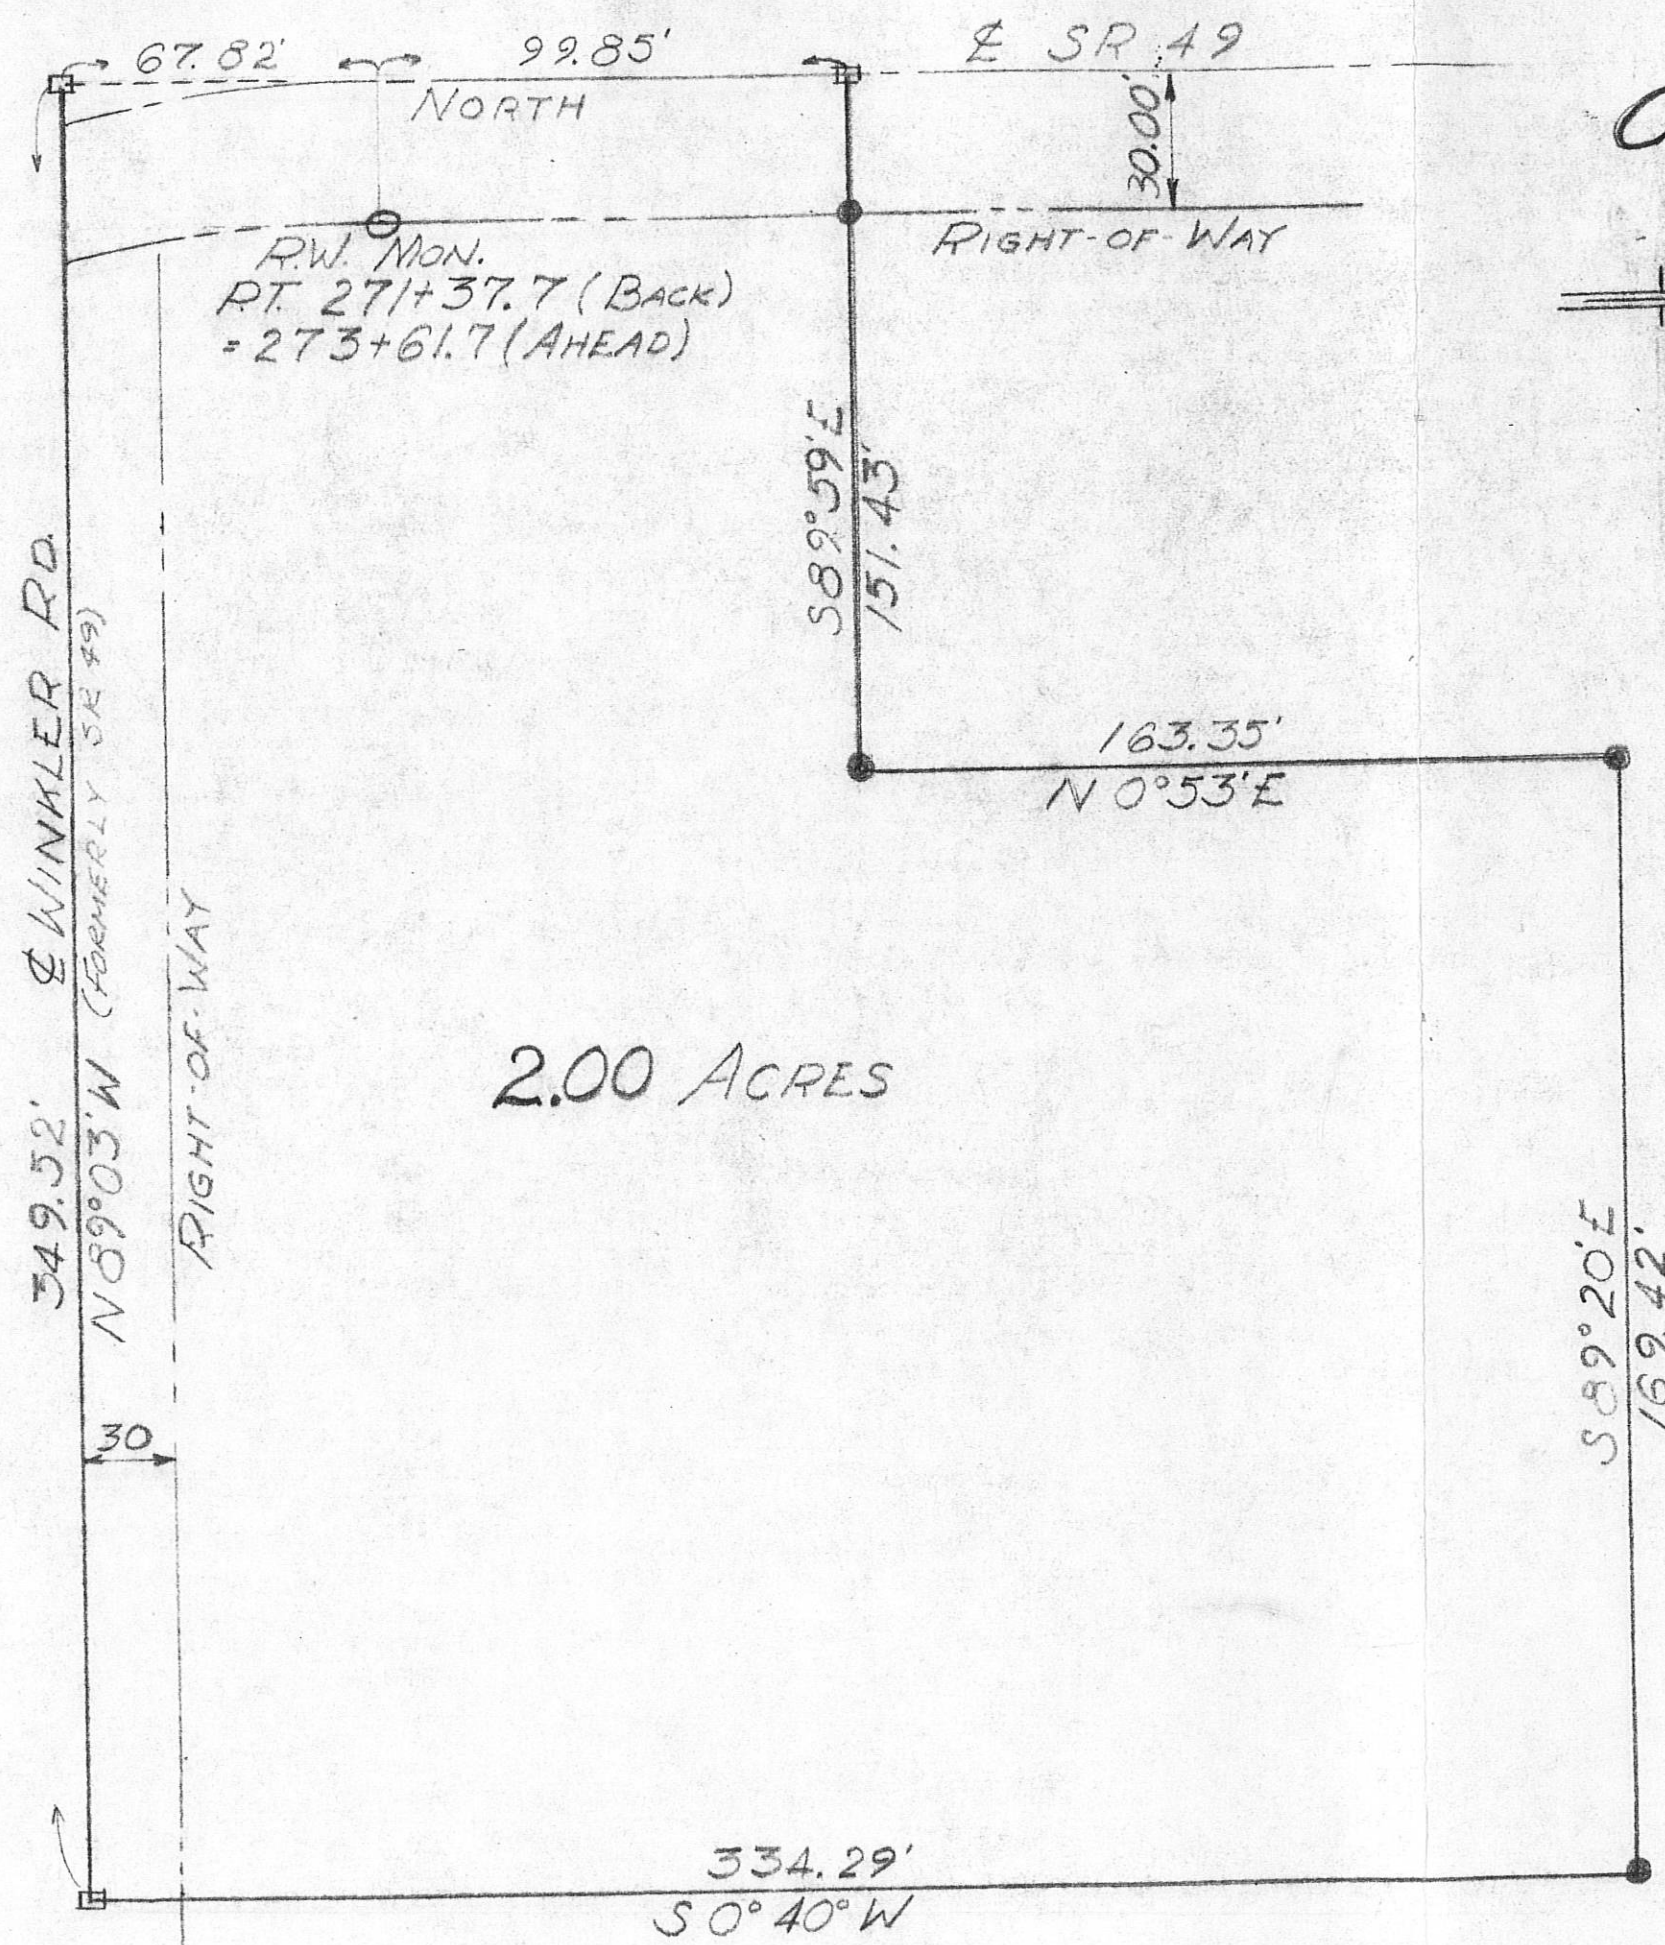 67.82'
99.85'
℄ SR 49
NORTH
30.00'
RIGHT-OF-WAY
R.W. MON.
P.T. 271+37.7 (BACK)
= 273+61.7 (AHEAD)
S89°59'E
151.43'
163.35'
N 0°53'E
349.52' ℄ WINKLER RD.
N 89°03'W (FORMERLY SR 49)
RIGHT-OF-WAY
2.00 ACRES
S 89°20'E
169.42'
30
334.29'
S 0°40° W